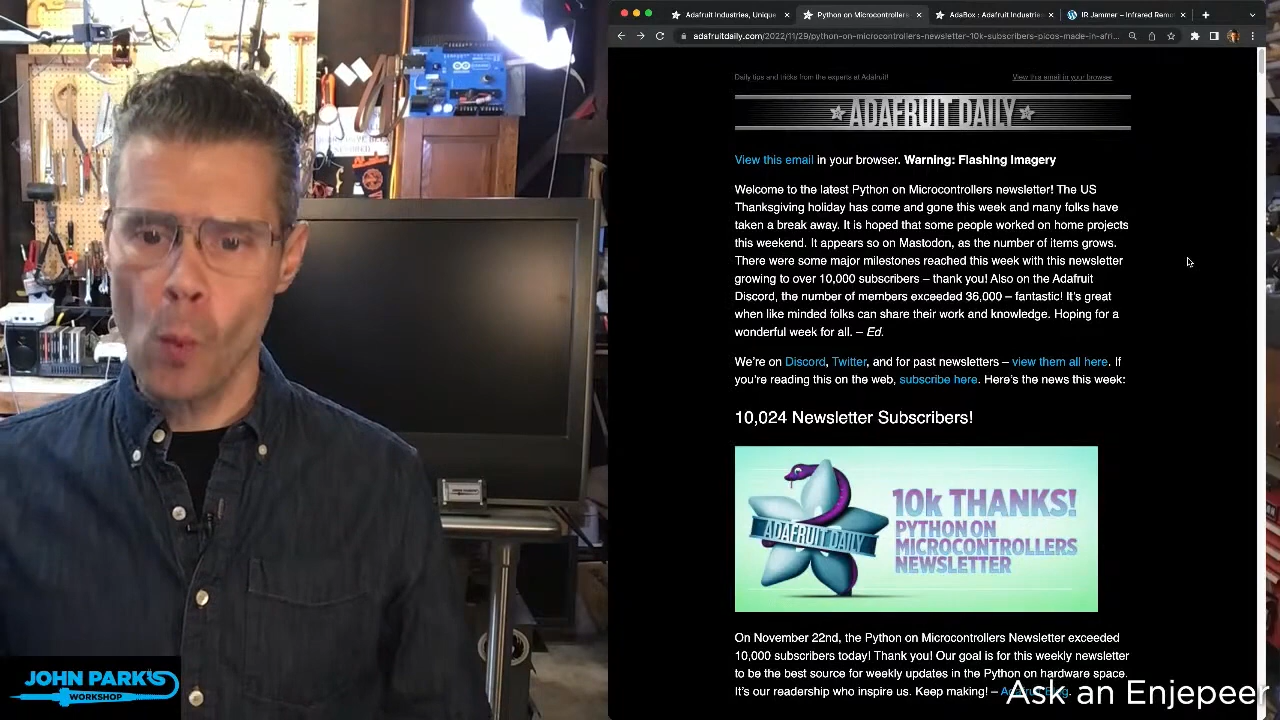 Adafruit Industries, Unique
Python on Microcontrollers
AdaBox : Adafruit Industrie
IR Jammer – Infrared Remo
adafruitdaily.com/2022/11/29/python-on-microcontrollers-newsletter-10k-subscribers-picos-made-in-afri...
Daily tips and tricks from the experts at Adafruit!
View this email in your browser
ADAFRUIT DAILY
View this email in your browser. Warning: Flashing Imagery
Welcome to the latest Python on Microcontrollers newsletter! The US
Thanksgiving holiday has come and gone this week and many folks have
taken a break away. It is hoped that some people worked on home projects
this weekend. It appears so on Mastodon, as the number of items grows.
There were some major milestones reached this week with this newsletter
growing to over 10,000 subscribers – thank you! Also on the Adafruit
Discord, the number of members exceeded 36,000 – fantastic! It's great
when like minded folks can share their work and knowledge. Hoping for a
wonderful week for all. – Ed.
We're on Discord, Twitter, and for past newsletters – view them all here. If
you're reading this on the web, subscribe here. Here's the news this week:
10,024 Newsletter Subscribers!
10k THANKS!
PYTHON ON
MICROCONTROLLERS
NEWSLETTER
ADAFRUIT DAILY
On November 22nd, the Python on Microcontrollers Newsletter exceeded
10,000 subscribers today! Thank you! Our goal is for this weekly newsletter
to be the best source for weekly updates in the Python on hardware space.
It's our readership who inspire us. Keep making! –
JOHN PARK'S
WORKSHOP
Ask an Enjepeer